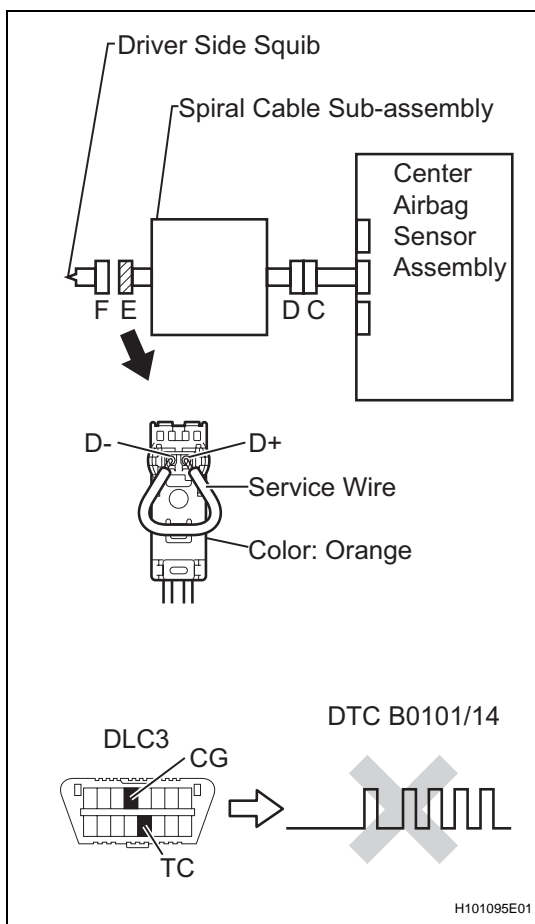 Driver Side Squib
Spiral Cable Sub-assembly
Center
Airbag
Sensor
Assembly
F E D C
D- D+
Service Wire
Color: Orange
DTC B0101/14
DLC3
CG
TC
H101095E01